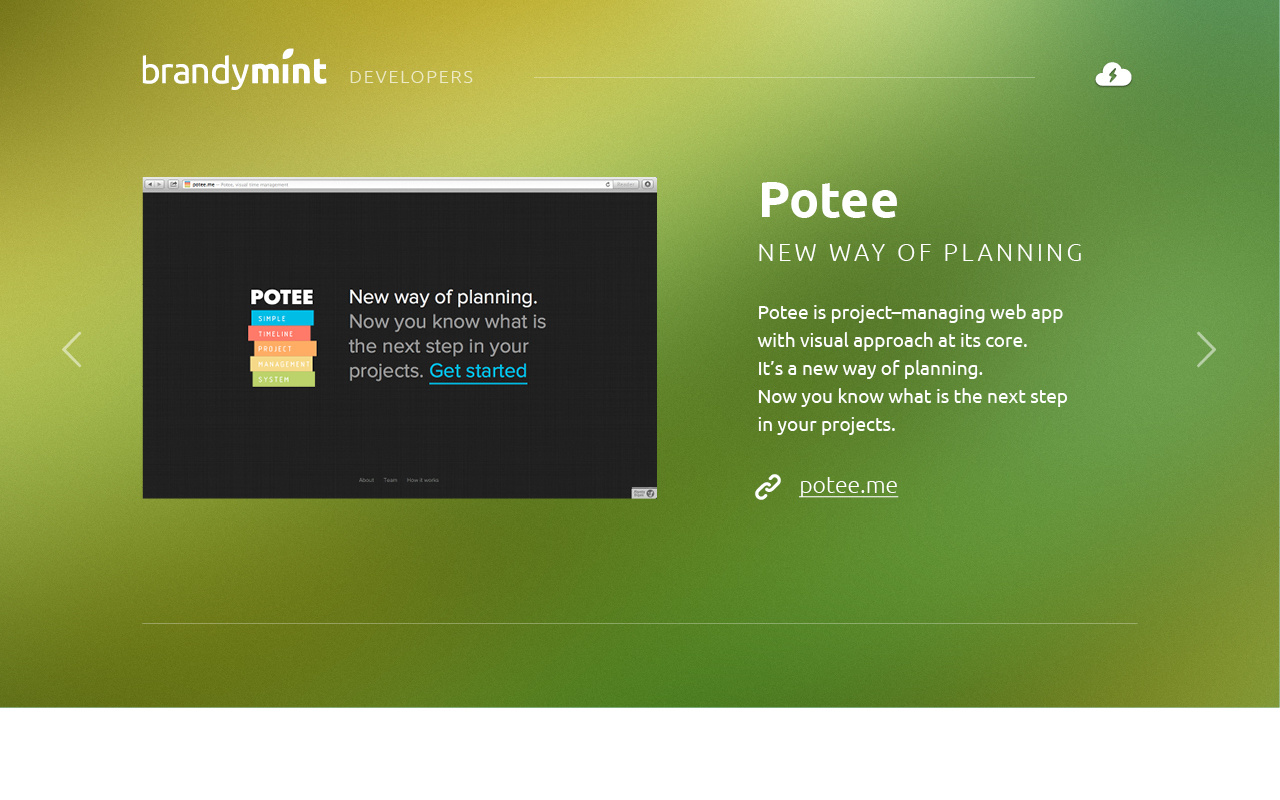 brandymint DEVELOPERS
potee.me — Potee, visual time management
Reader
POTEE
SIMPLE
TIMELINE
PROJECT
MANAGEMENT
SYSTEM
New way of planning.
Now you know what is
the next step in your
projects. Get started
About Team How it works
Potee
NEW WAY OF PLANNING
Potee is project–managing web app
with visual approach at its core.
It’s a new way of planning.
Now you know what is the next step
in your projects.
potee.me